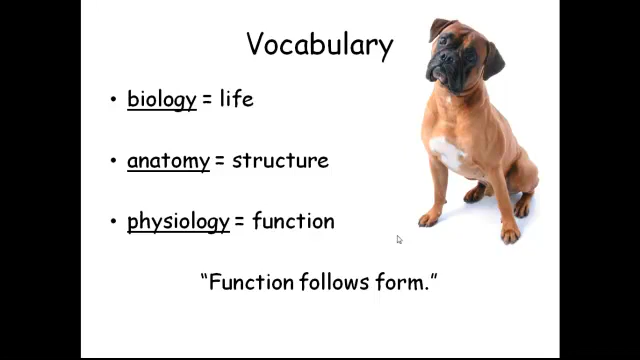 Vocabulary
• biology = life
• anatomy = structure
• physiology = function
“Function follows form.”